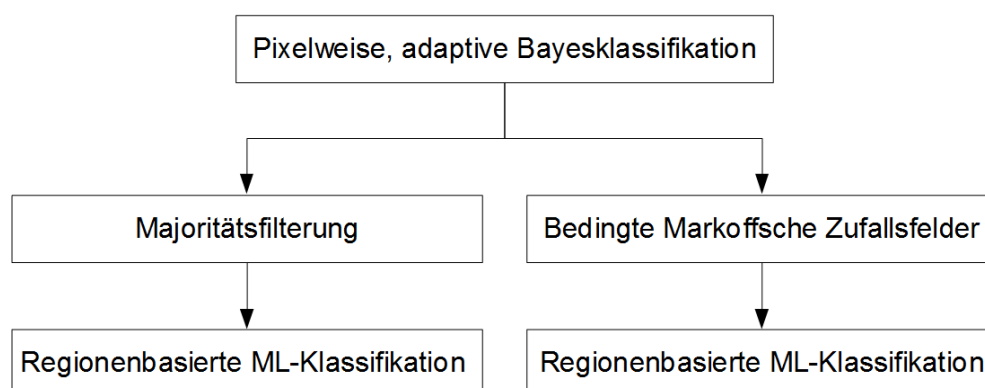 Pixelweise, adaptive Bayesklassifikation
Majoritätsfilterung
Bedingte Markoffsche Zufallsfelder
Regionenbasierte ML-Klassifikation
Regionenbasierte ML-Klassifikation